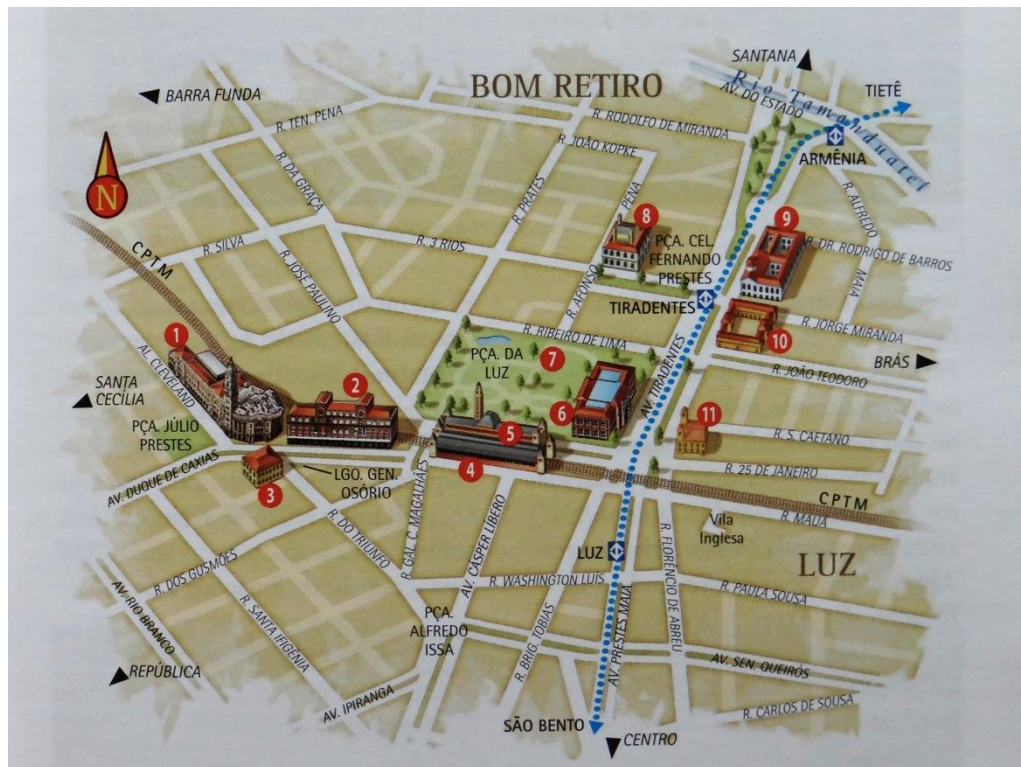 SANTANA
Rio Tamanduateí
AV. DO ESTADO
TIETÊ
BOM RETIRO
BARRA FUNDA
R. TEN. PENA
R. RODOLFO DE MIRANDA
R. JOÃO KOPKE
ARMÊNIA
N
R. DA GRAÇA
R. PRATES
PENA
8
R. ALFREDO
9
R. SILVA
R. 3 RIOS
PÇA. CEL.
FERNANDO
PRESTES
R. DR. RODRIGO DE BARROS
CPTM
R. JOSÉ PAULINO
R. AFONSO
MAIA
TIRADENTES
R. JORGE MIRANDA
10
R. RIBEIRO DE LIMA
1
PÇA. DA
LUZ
7
BRÁS
R. JOÃO TEODORO
AL. CLEVELAND
SANTA
CECÍLIA
2
AV. TIRADENTES
6
11
PÇA. JÚLIO
PRESTES
5
R. S. CAETANO
AV. DUQUE DE CAXIAS
3
LGO. GEN.
OSÓRIO
4
R. 25 DE JANEIRO
CPTM
R. MAUÁ
R. DO TRIUNFO
R. GAL. C. MAGALHÃES
AV. CASPER LÍBERO
Vila
Inglesa
LUZ
R. FLORÊNCIO DE ABREU
LUZ
R. DOS GUSMÕES
R. WASHINGTON LUÍS
R. PAULA SOUSA
AV. RIO BRANCO
R. SANTA IFIGÊNIA
PÇA.
ALFREDO
ISSA
R. BRIG. TOBIAS
AV. PRESTES MAIA
AV. SEN. QUEIRÓS
REPÚBLICA
AV. IPIRANGA
R. CARLOS DE SOUSA
SÃO BENTO
CENTRO